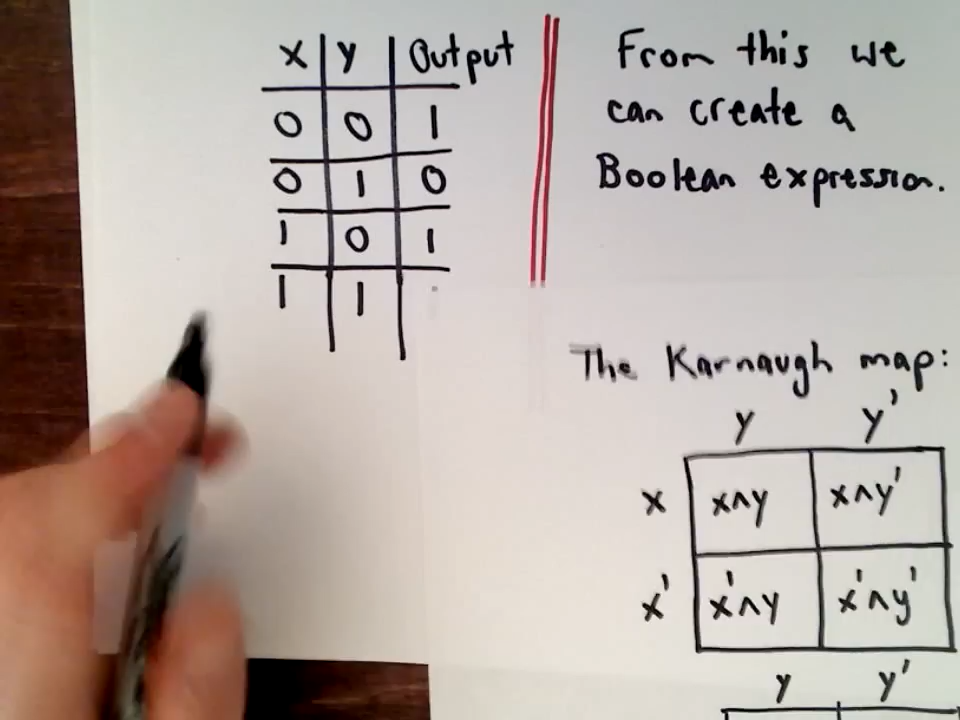 x y Output
0 0 1
0 1 0
1 0 1
1 1
From this we
can create a
Boolean expression.
The Karnaugh map:
y y'
x x∧y x∧y'
x' x'∧y x'∧y'
y y'